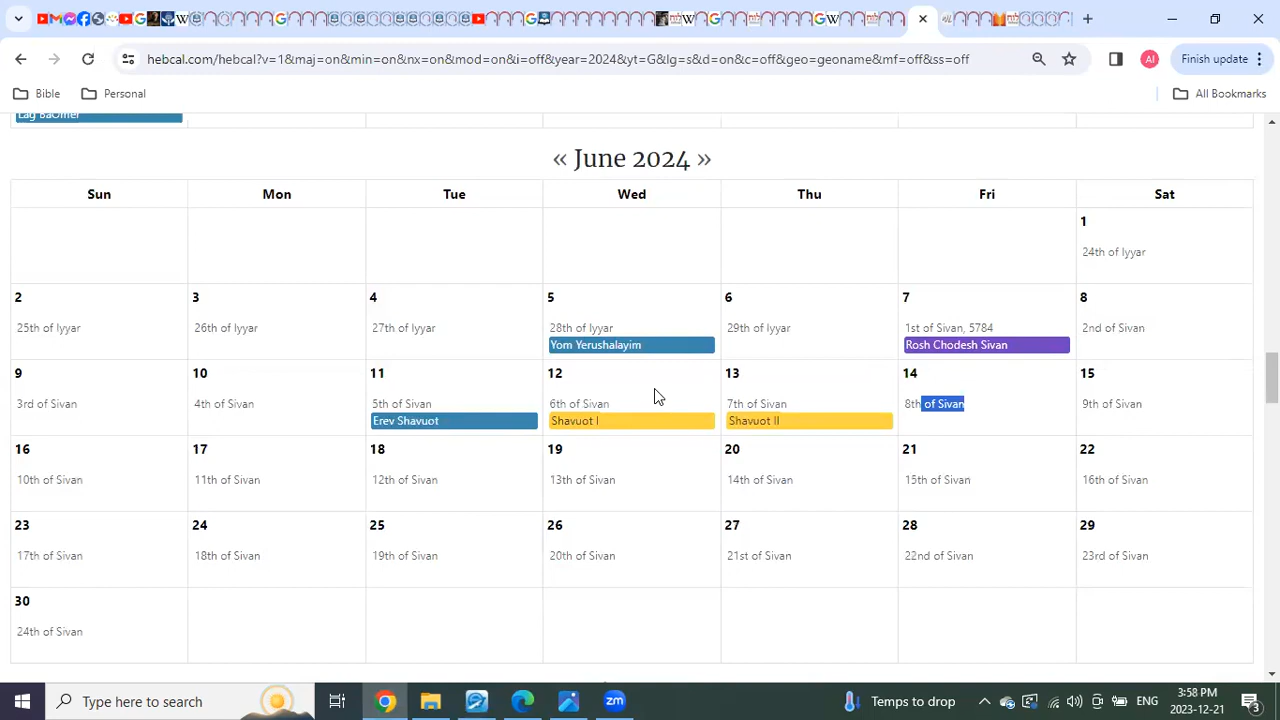 hebcal.com/hebcal?v=1&maj=on&min=on&nx=on&mod=on&i=off&year=2024&yt=G&lg=s&d=on&c=off&geo=geoname&mf=off&ss=off
AI
Finish update
Bible
Personal
All Bookmarks
Lag BaOmer
« June 2024 »
Sun Mon Tue Wed Thu Fri Sat
1
24th of Iyyar
2 3 4 5 6 7 8
25th of Iyyar 26th of Iyyar 27th of Iyyar 28th of Iyyar 29th of Iyyar 1st of Sivan, 5784 2nd of Sivan
Yom Yerushalayim Rosh Chodesh Sivan
9 10 11 12 13 14 15
3rd of Sivan 4th of Sivan 5th of Sivan 6th of Sivan 7th of Sivan 8th of Sivan 9th of Sivan
Erev Shavuot Shavuot I Shavuot II
16 17 18 19 20 21 22
10th of Sivan 11th of Sivan 12th of Sivan 13th of Sivan 14th of Sivan 15th of Sivan 16th of Sivan
23 24 25 26 27 28 29
17th of Sivan 18th of Sivan 19th of Sivan 20th of Sivan 21st of Sivan 22nd of Sivan 23rd of Sivan
30
24th of Sivan
Type here to search
zm
Temps to drop
ENG
3:58 PM
2023-12-21
3